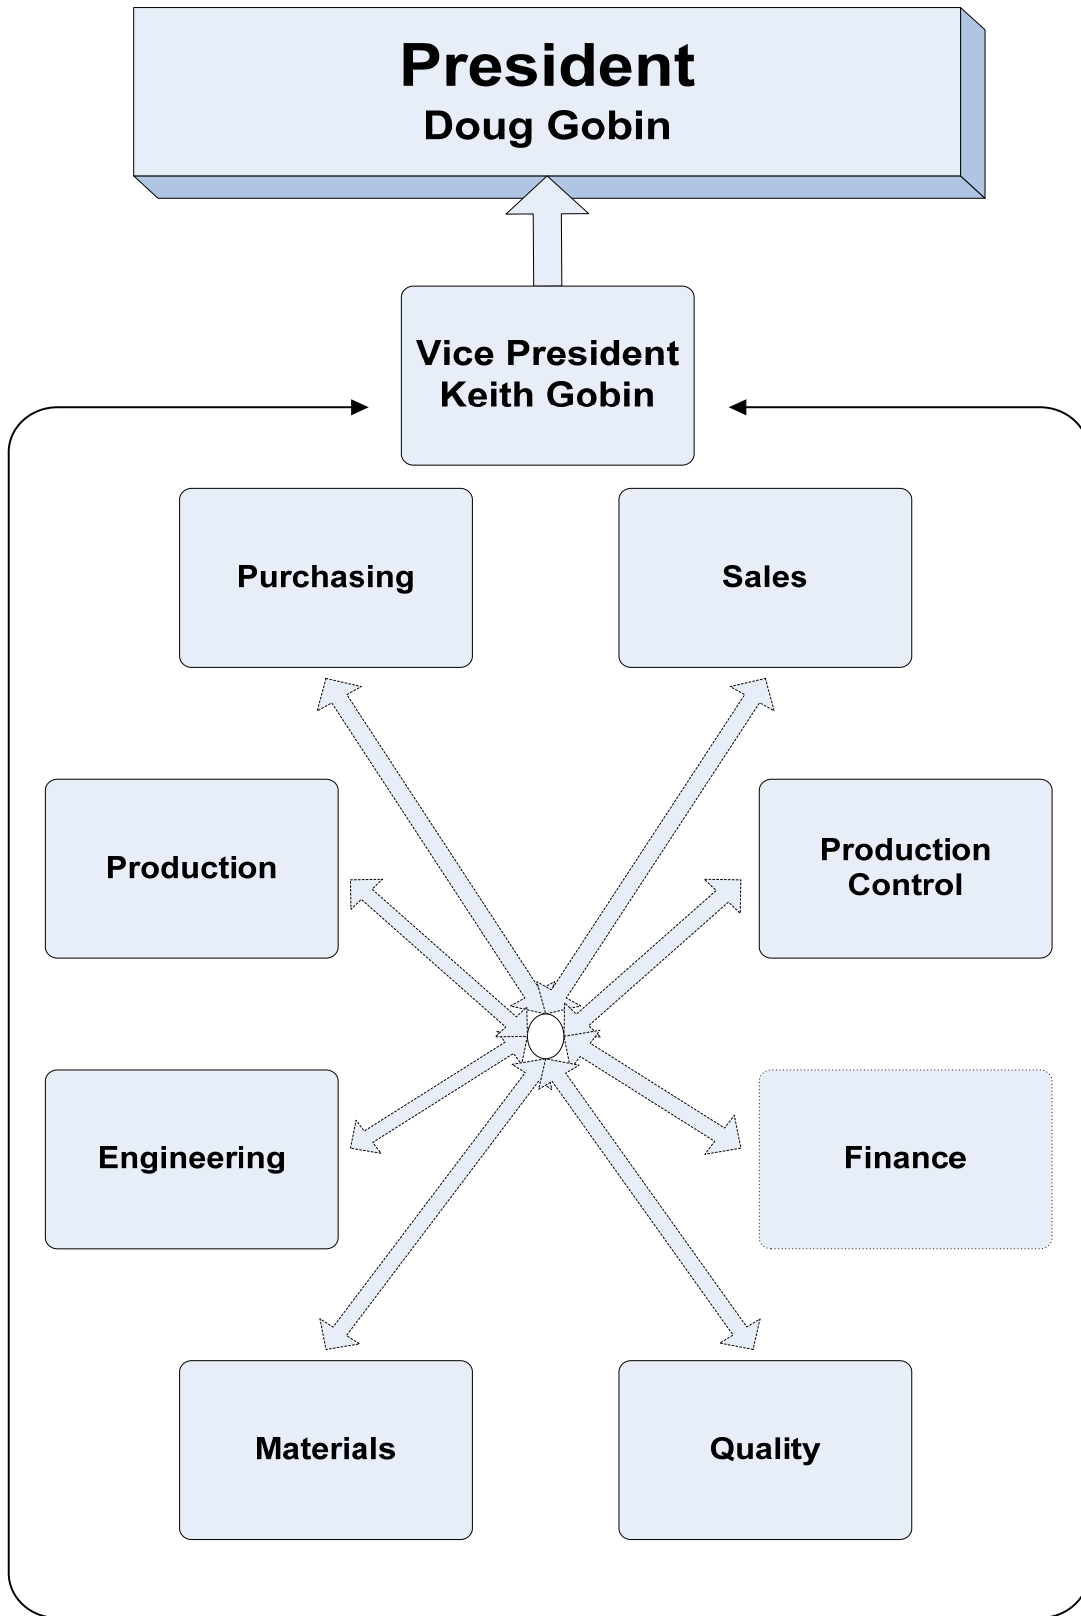 President
Doug Gobin
Vice President
Keith Gobin
Purchasing
Sales
Production
Production
Control
Engineering
Finance
Materials
Quality